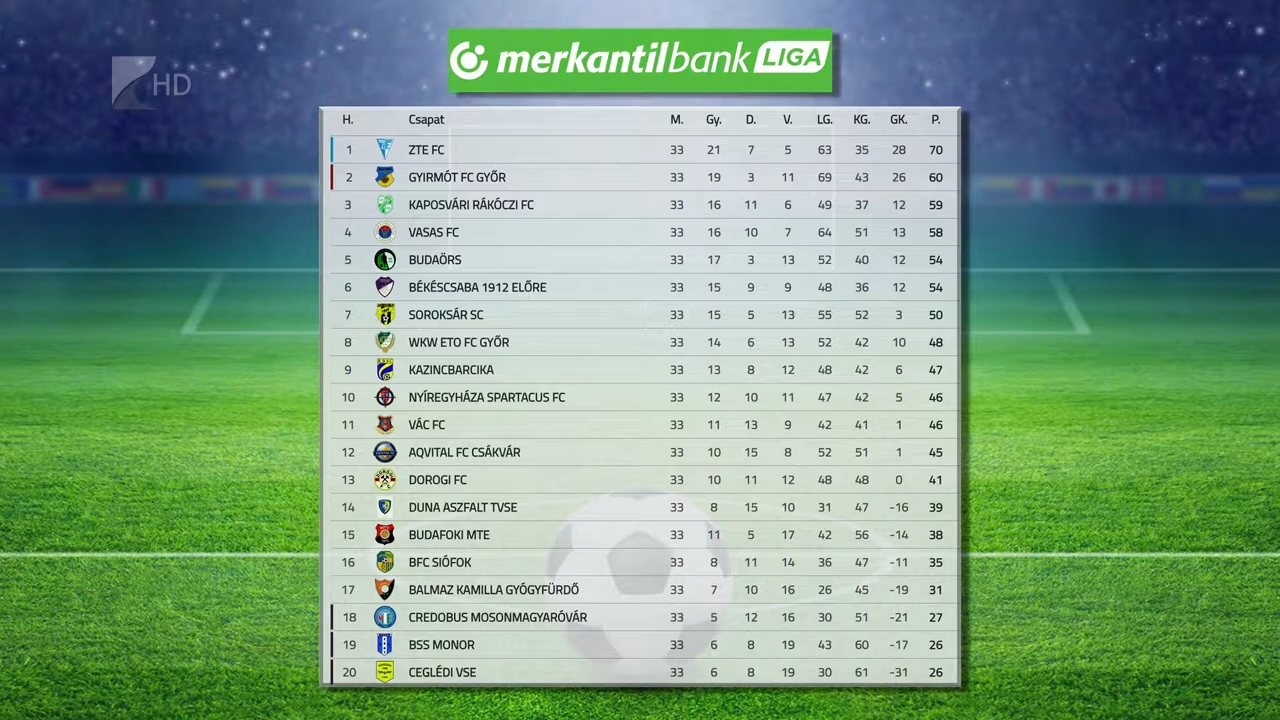 merkantilbank LIGA
HD
H. Csapat M. Gy. D. V. LG. KG. GK. P.
1 ZTE FC 33 21 7 5 63 35 28 70
2 GYIRMÓT FC GYŐR 33 19 3 11 69 43 26 60
3 KAPOSVÁRI RÁKÓCZI FC 33 16 11 6 49 37 12 59
4 VASAS FC 33 16 10 7 64 51 13 58
5 BUDAÖRS 33 17 3 13 52 40 12 54
6 BÉKÉSCSABA 1912 ELŐRE 33 15 9 9 48 36 12 54
7 SOROKSÁR SC 33 15 5 13 55 52 3 50
8 WKW ETO FC GYŐR 33 14 6 13 52 42 10 48
9 KAZINCBARCIKA 33 13 8 12 48 42 6 47
10 NYÍREGYHÁZA SPARTACUS FC 33 12 10 11 47 42 5 46
11 VÁC FC 33 11 13 9 42 41 1 46
12 AQVITAL FC CSÁKVÁR 33 10 15 8 52 51 1 45
13 DOROGI FC 33 10 11 12 48 48 0 41
14 DUNA ASZFALT TVSE 33 8 15 10 31 47 -16 39
15 BUDAFOKI MTE 33 11 5 17 42 56 -14 38
16 BFC SIÓFOK 33 8 11 14 36 47 -11 35
17 BALMAZ KAMILLA GYÓGYFÜRDŐ 33 7 10 16 26 45 -19 31
18 CREDOBUS MOSONMAGYARÓVÁR 33 5 12 16 30 51 -21 27
19 BSS MONOR 33 6 8 19 43 60 -17 26
20 CEGLÉDI VSE 33 6 8 19 30 61 -31 26